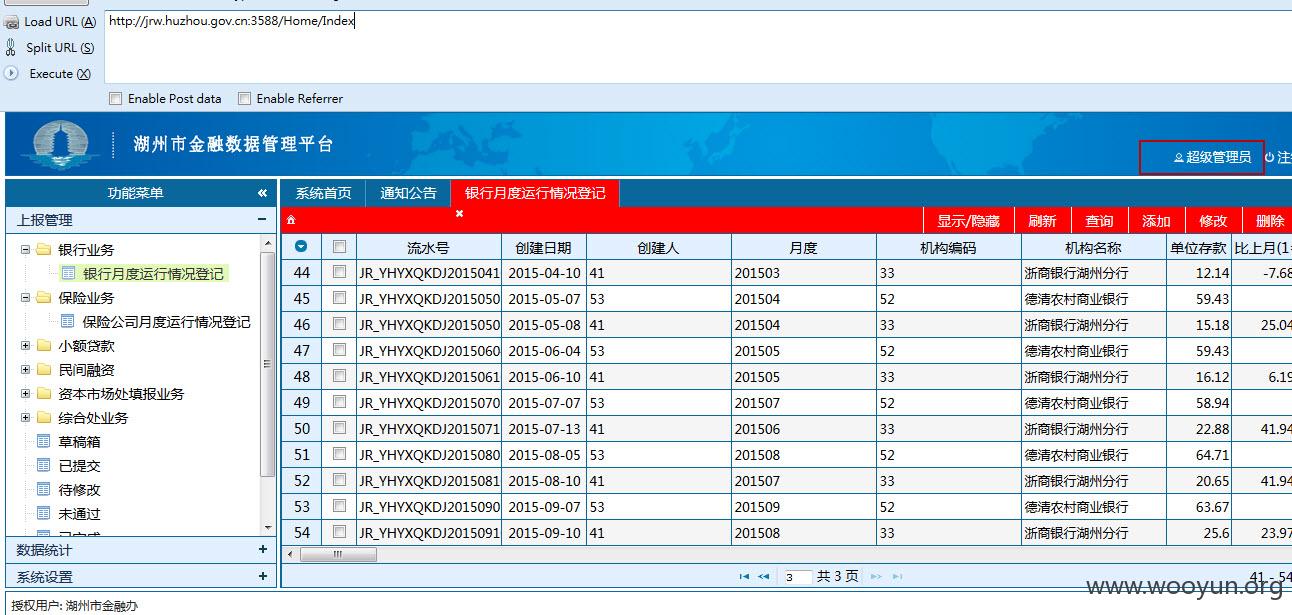 Load URL (A)
http://jrw.huzhou.gov.cn:3588/Home/Index
Split URL (S)
Execute (X)
Enable Post data Enable Referrer
湖州市金融数据管理平台
超级管理员
功能菜单 «
系统首页 通知公告 银行月度运行情况登记
上报管理
显示/隐藏 刷新 查询 添加 修改 删除
银行业务
银行月度运行情况登记
保险业务
保险公司月度运行情况登记
小额贷款
民间融资
资本市场处填报业务
综合处业务
草稿箱
已提交
待修改
未通过
数据统计
系统设置
流水号 创建日期 创建人 月度 机构编码 机构名称 单位存款 比上月(1
44 JR_YHYXQKDJ2015041 2015-04-10 41 201503 33 浙商银行湖州分行 12.14 -7.68
45 JR_YHYXQKDJ2015050 2015-05-07 53 201504 52 德清农村商业银行 59.43
46 JR_YHYXQKDJ2015050 2015-05-08 41 201504 33 浙商银行湖州分行 15.18 25.04
47 JR_YHYXQKDJ2015060 2015-06-04 53 201505 52 德清农村商业银行 59.43
48 JR_YHYXQKDJ2015061 2015-06-10 41 201505 33 浙商银行湖州分行 16.12 6.19
49 JR_YHYXQKDJ2015070 2015-07-07 53 201507 52 德清农村商业银行 58.94
50 JR_YHYXQKDJ2015071 2015-07-13 41 201506 33 浙商银行湖州分行 22.88 41.94
51 JR_YHYXQKDJ2015080 2015-08-05 53 201508 52 德清农村商业银行 64.71
52 JR_YHYXQKDJ2015081 2015-08-10 41 201507 33 浙商银行湖州分行 20.65 41.94
53 JR_YHYXQKDJ2015090 2015-09-07 53 201509 52 德清农村商业银行 63.67
54 JR_YHYXQKDJ2015091 2015-09-10 41 201508 33 浙商银行湖州分行 25.6 23.97
3 共 3 页
41 - 54
www.wooyun.org
授权用户: 湖州市金融办